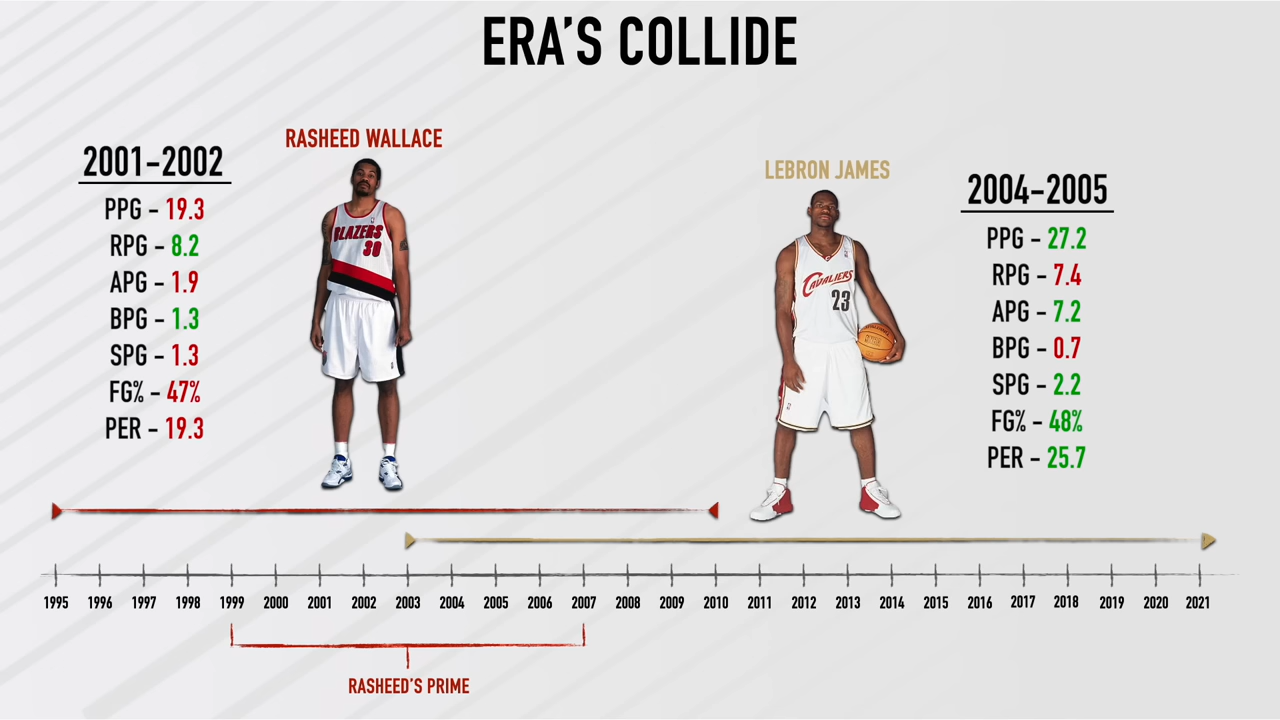 ERA'S COLLIDE
RASHEED WALLACE
2001-2002
PPG - 19.3
RPG - 8.2
APG - 1.9
BPG - 1.3
SPG - 1.3
FG% - 47%
PER - 19.3
BLAZERS
30
LEBRON JAMES
2004-2005
PPG - 27.2
RPG - 7.4
APG - 7.2
BPG - 0.7
SPG - 2.2
FG% - 48%
PER - 25.7
CAVALIERS
23
1995 1996 1997 1998 1999 2000 2001 2002 2003 2004 2005 2006 2007 2008 2009 2010 2011 2012 2013 2014 2015 2016 2017 2018 2019 2020 2021
RASHEED'S PRIME